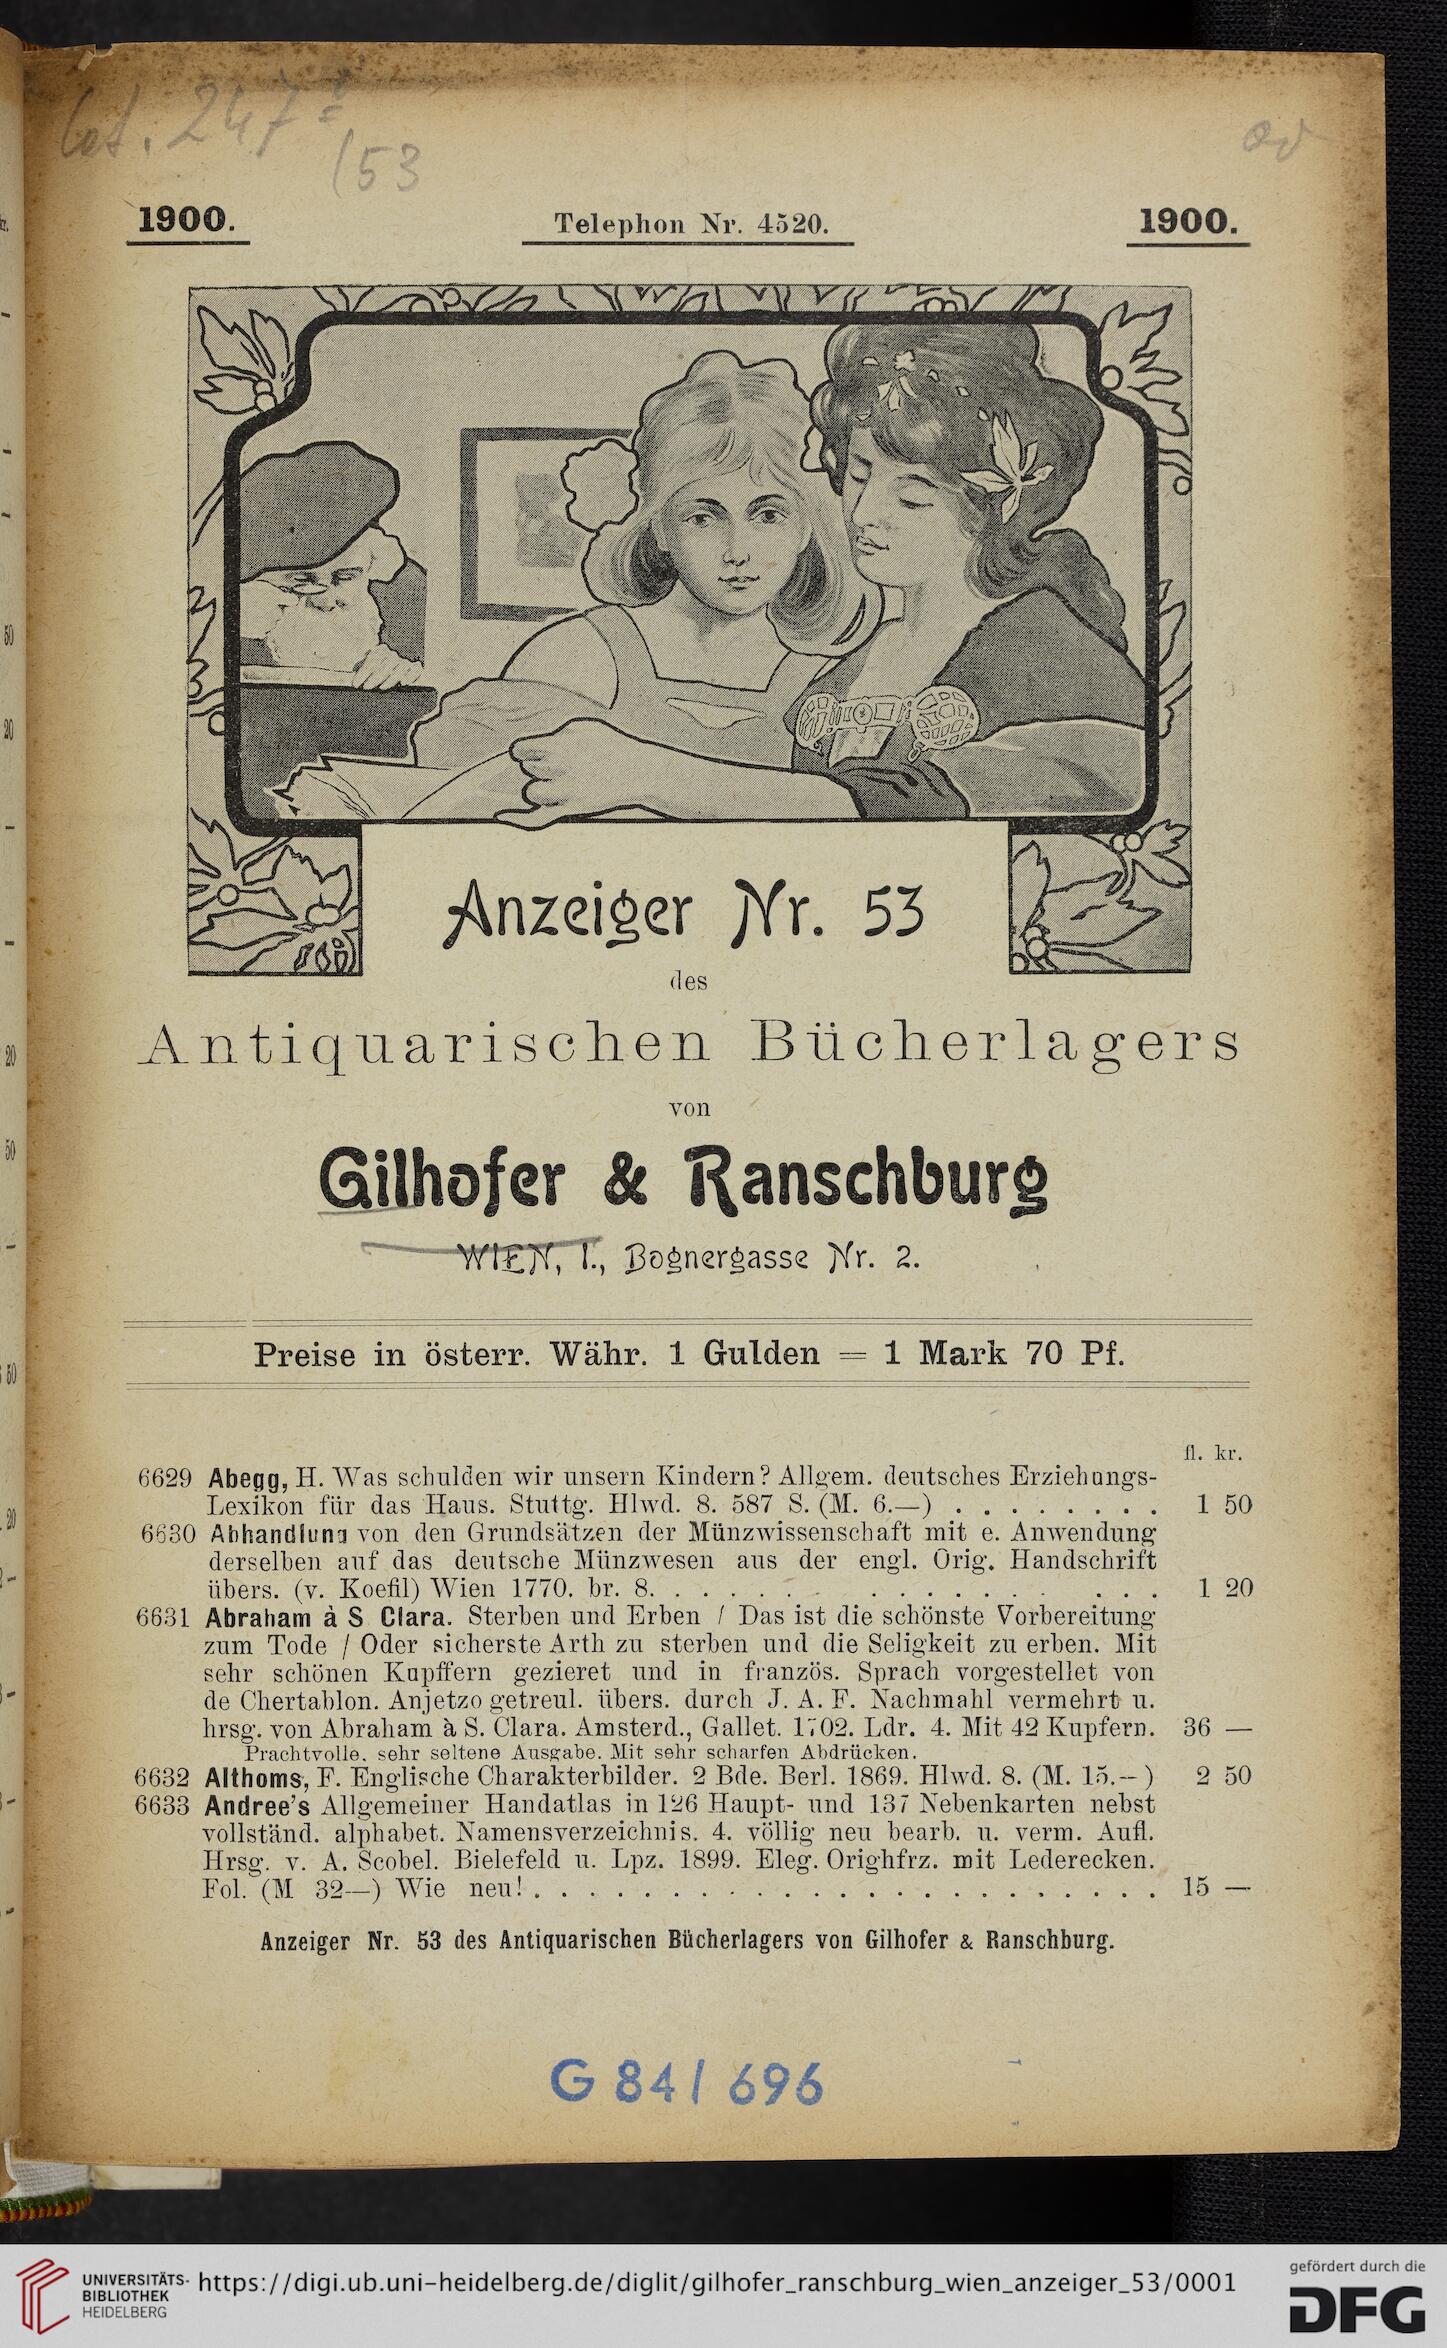 Cat. 247
153
1900.
Telephon Nr. 4520.
1900.
Anzeiger Nr. 53
des
Antiquarischen Bücherlagers
von
Gilhofer & Ranschburg
WIEN, I., Bognergasse Nr. 2.
Preise in österr. Währ. 1 Gulden = 1 Mark 70 Pf.
fl. kr.
6629 Abegg, H. Was schulden wir unsern Kindern? Allgem. deutsches Erziehungs-
Lexikon für das Haus. Stuttg. Hlwd. 8. 587 S. (M. 6.—) . . . . . . . . 1 50
6630 Abhandlung von den Grundsätzen der Münzwissenschaft mit e. Anwendung
derselben auf das deutsche Münzwesen aus der engl. Orig. Handschrift
übers. (v. Koefil) Wien 1770. br. 8. . . . . . . . . . . . . . . . . . 1 20
6631 Abraham à S Clara. Sterben und Erben / Das ist die schönste Vorbereitung
zum Tode / Oder sicherste Arth zu sterben und die Seligkeit zu erben. Mit
sehr schönen Kupffern gezieret und in französ. Sprach vorgestellet von
de Chertablon. Anjetzo getreul. übers. durch J. A. F. Nachmahl vermehrt u.
hrsg. von Abraham à S. Clara. Amsterd., Gallet. 1702. Ldr. 4. Mit 42 Kupfern. 36 —
Prachtvolle, sehr seltene Ausgabe. Mit sehr scharfen Abdrücken.
6632 Althoms, F. Englische Charakterbilder. 2 Bde. Berl. 1869. Hlwd. 8. (M. 15.—) 2 50
6633 Andree's Allgemeiner Handatlas in 126 Haupt- und 137 Nebenkarten nebst
vollständ. alphabet. Namensverzeichnis. 4. völlig neu bearb. u. verm. Aufl.
Hrsg. v. A. Scobel. Bielefeld u. Lpz. 1899. Eleg. Orighfrz. mit Lederecken.
Fol. (M 32—) Wie neu! . . . . . . . . . . . . . . . . . . . . . . . 15 —
Anzeiger Nr. 53 des Antiquarischen Bücherlagers von Gilhofer & Ranschburg.
G 84 / 696
UNIVERSITÄTS-
BIBLIOTHEK
HEIDELBERG
https://digi.ub.uni-heidelberg.de/diglit/gilhofer_ranschburg_wien_anzeiger_53/0001
gefördert durch die
DFG